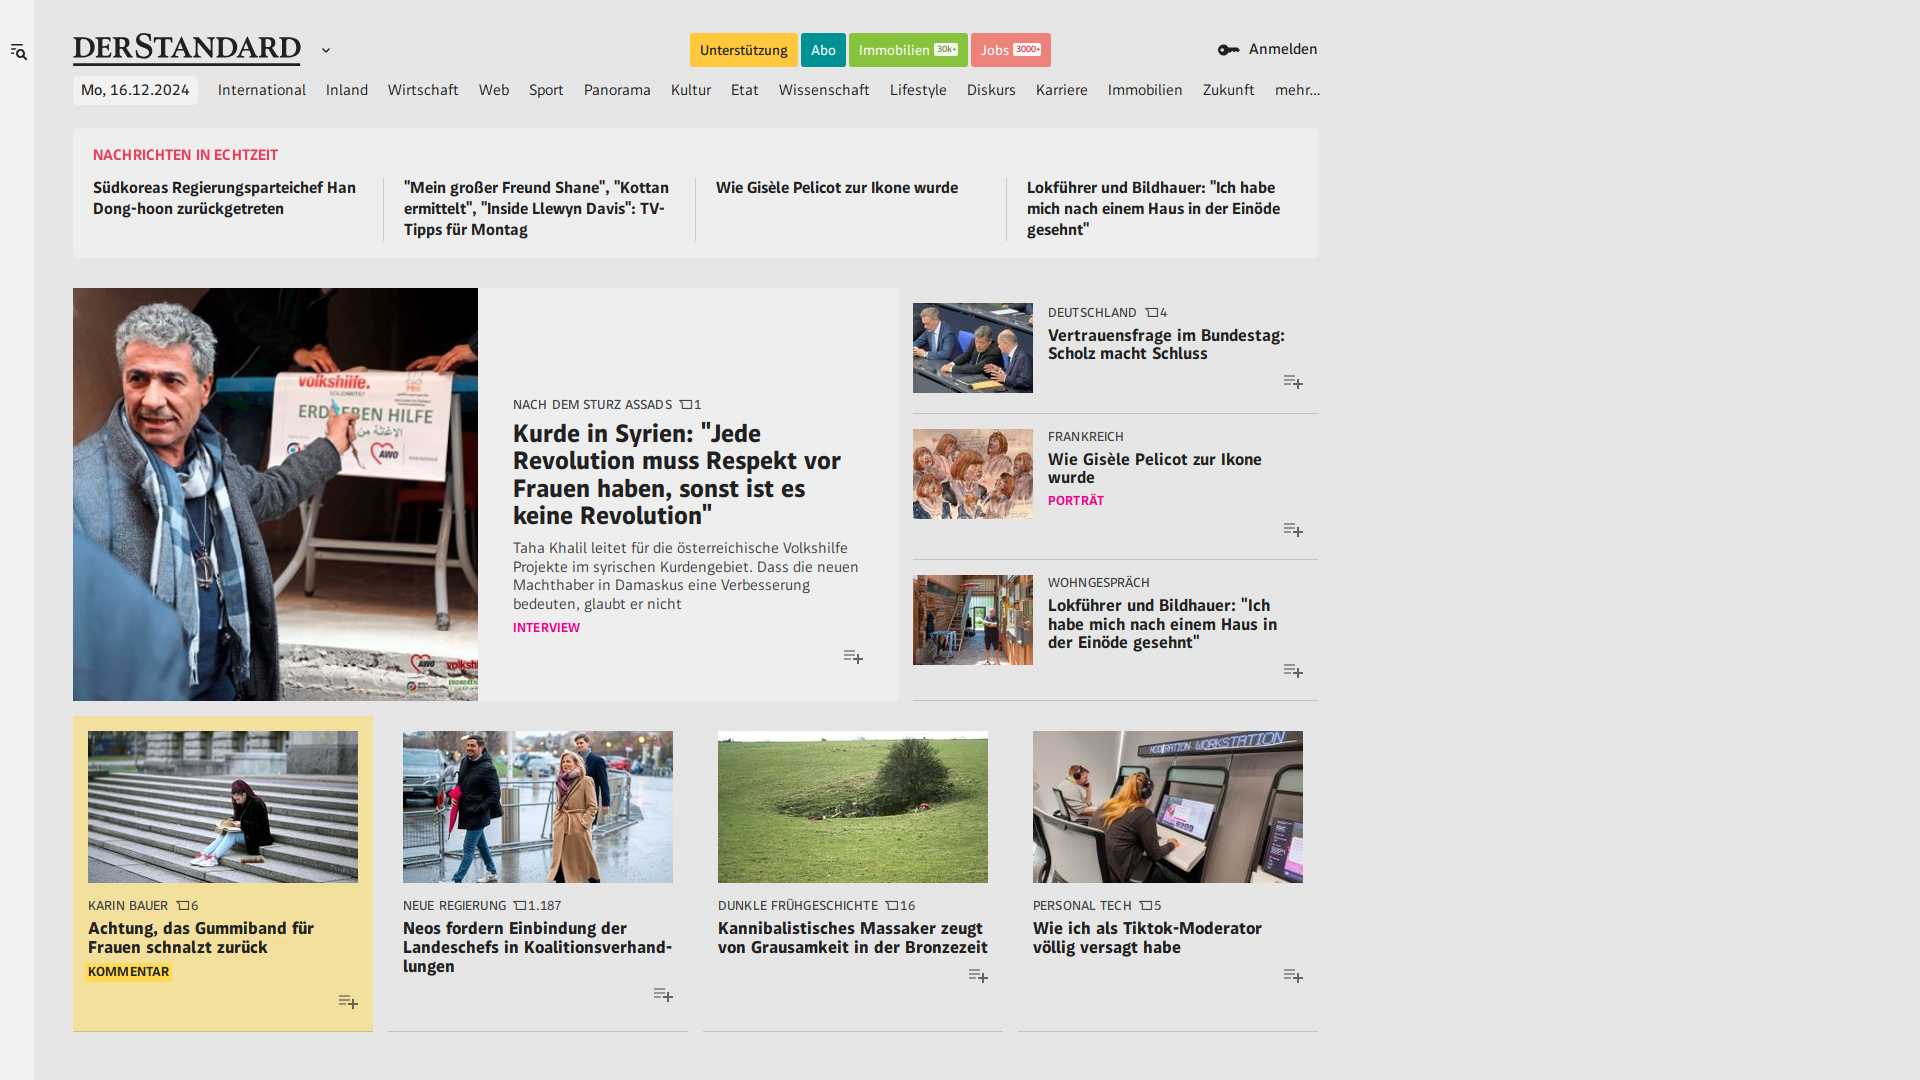 DERSTANDARD
Unterstützung
Abo
Immobilien 30k+
Jobs 3000+
Anmelden
Mo, 16.12.2024
International
Inland
Wirtschaft
Web
Sport
Panorama
Kultur
Etat
Wissenschaft
Lifestyle
Diskurs
Karriere
Immobilien
Zukunft
mehr...
NACHRICHTEN IN ECHTZEIT
Südkoreas Regierungsparteichef Han
Dong-hoon zurückgetreten
"Mein großer Freund Shane", "Kottan
ermittelt", "Inside Llewyn Davis": TV-
Tipps für Montag
Wie Gisèle Pelicot zur Ikone wurde
Lokführer und Bildhauer: "Ich habe
mich nach einem Haus in der Einöde
gesehnt"
volkshilfe.
SOLIDARITÄT
ERDBEBEN HILFE
AWO
International
AWO
NACH DEM STURZ ASSADS 1
Kurde in Syrien: "Jede
Revolution muss Respekt vor
Frauen haben, sonst ist es
keine Revolution"
Taha Khalil leitet für die österreichische Volkshilfe
Projekte im syrischen Kurdengebiet. Dass die neuen
Machthaber in Damaskus eine Verbesserung
bedeuten, glaubt er nicht
INTERVIEW
DEUTSCHLAND 4
Vertrauensfrage im Bundestag:
Scholz macht Schluss
FRANKREICH
Wie Gisèle Pelicot zur Ikone
wurde
PORTRÄT
WOHNGESPRÄCH
Lokführer und Bildhauer: "Ich
habe mich nach einem Haus in
der Einöde gesehnt"
KARIN BAUER 6
Achtung, das Gummiband für
Frauen schnalzt zurück
KOMMENTAR
NEUE REGIERUNG 1.187
Neos fordern Einbindung der
Landeschefs in Koalitionsverhand-
lungen
DUNKLE FRÜHGESCHICHTE 16
Kannibalistisches Massaker zeugt
von Grausamkeit in der Bronzezeit
MODERATION WORKSTATION
PERSONAL TECH 5
Wie ich als Tiktok-Moderator
völlig versagt habe